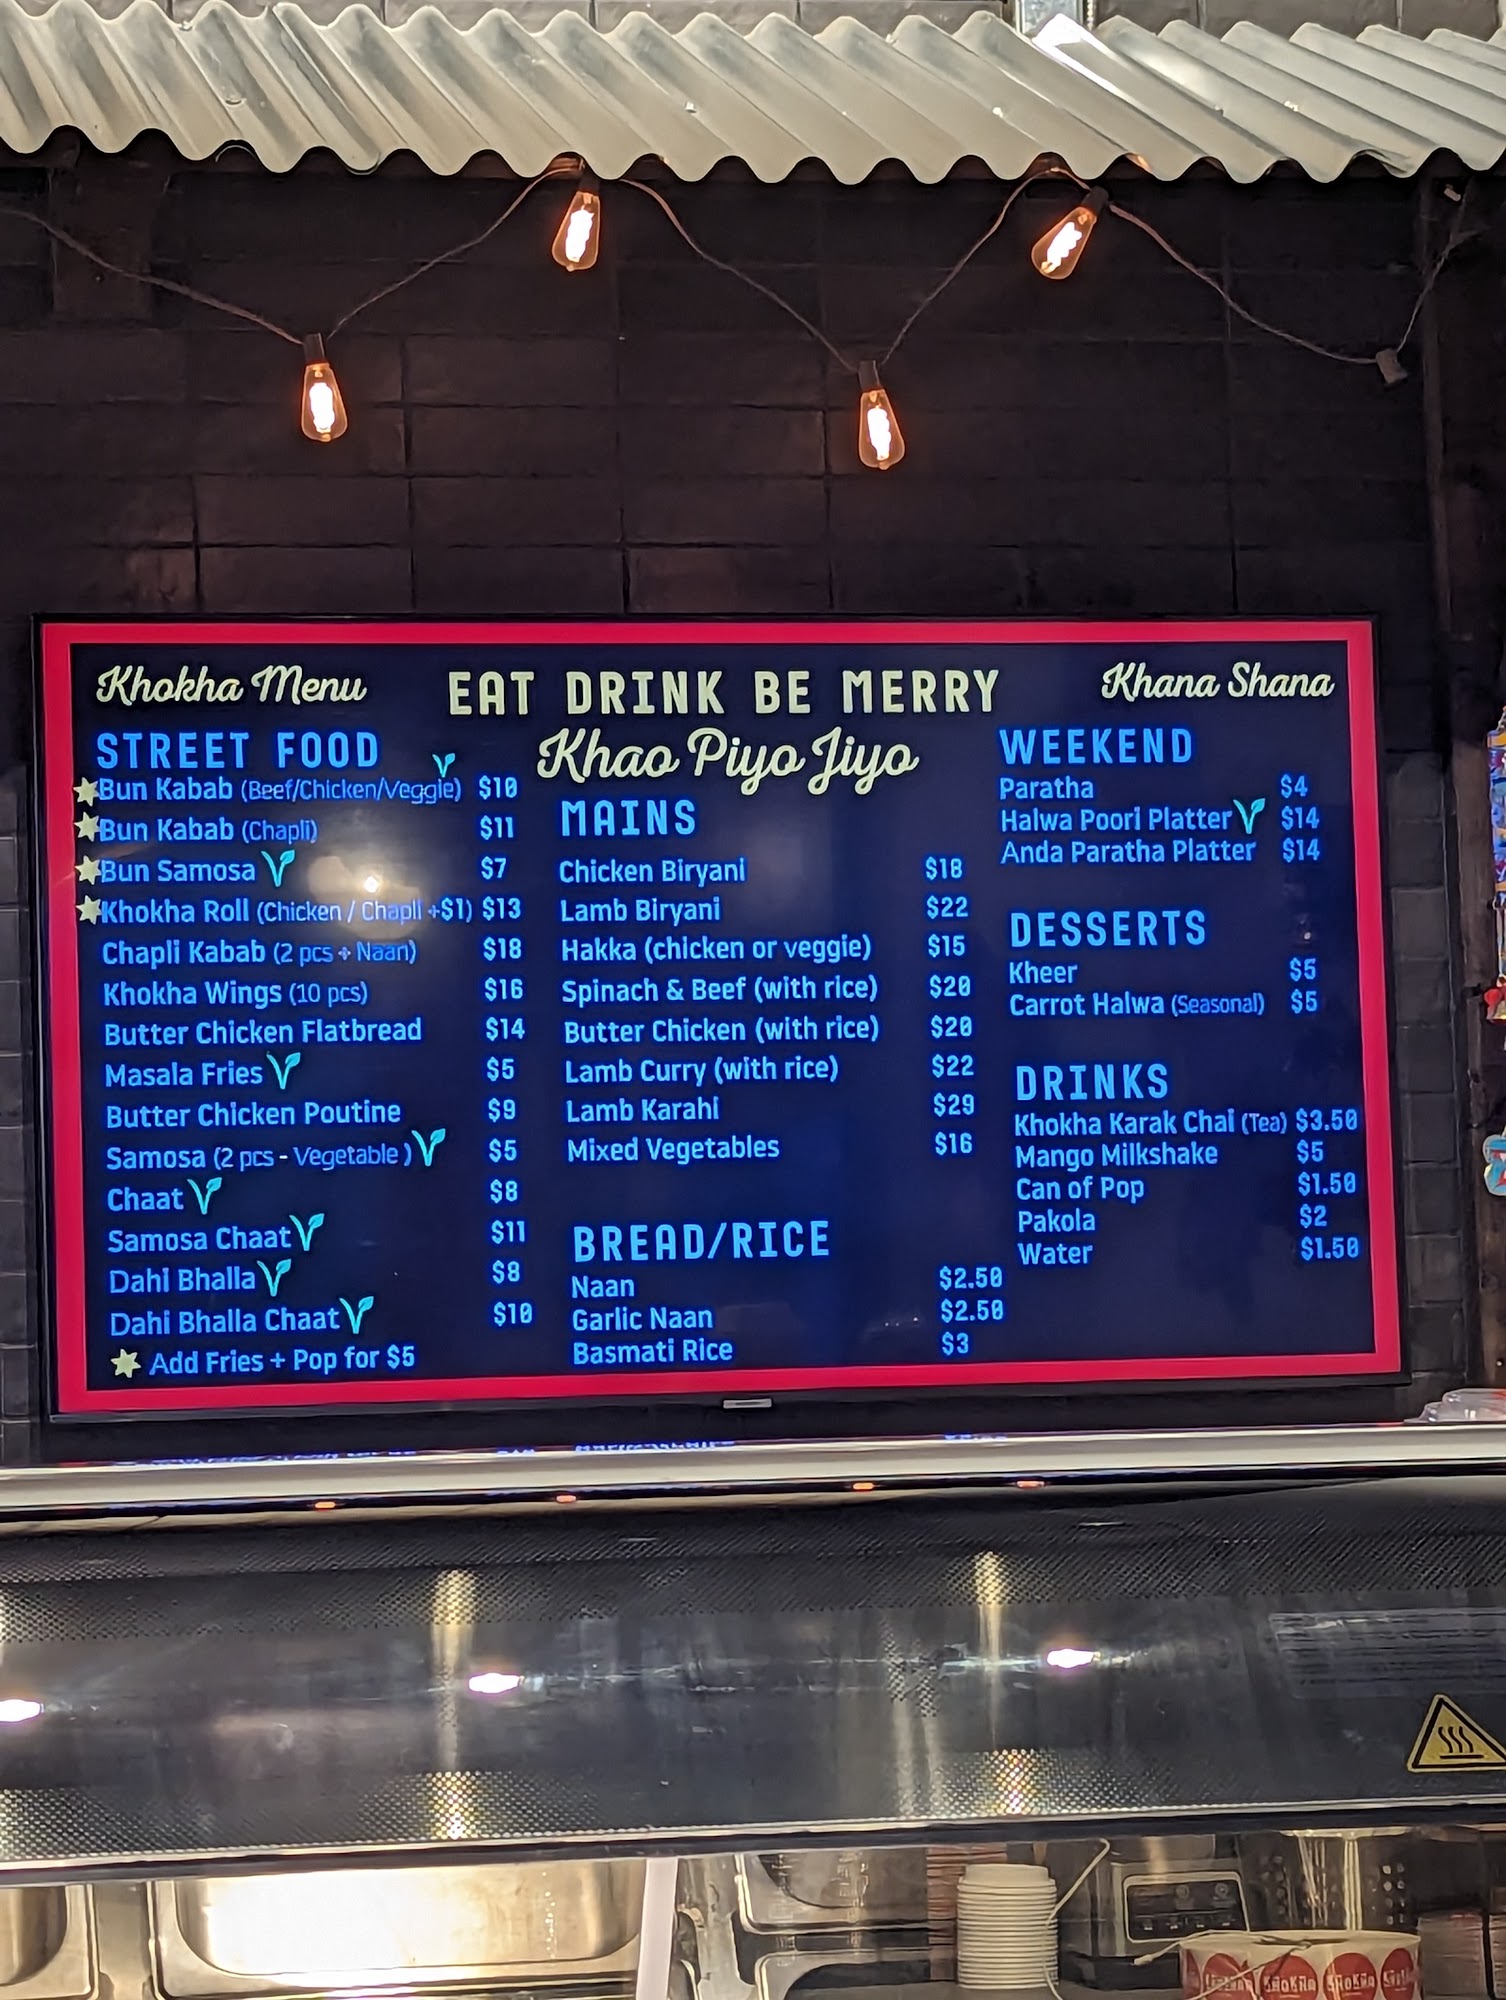 Khokha Menu
EAT DRINK BE MERRY
Khana Shana
Khao Piyo Jiyo
STREET FOOD
Bun Kabab (Beef/Chicken/Veggie) $10
Bun Kabab (Chapli) $11
Bun Samosa $7
Khokha Roll (Chicken / Chapli +$1) $13
Chapli Kabab (2 pcs + Naan) $18
Khokha Wings (10 pcs) $16
Butter Chicken Flatbread $14
Masala Fries $5
Butter Chicken Poutine $9
Samosa (2 pcs - Vegetable) $5
Chaat $8
Samosa Chaat $11
Dahi Bhalla $8
Dahi Bhalla Chaat $10
Add Fries + Pop for $5
MAINS
Chicken Biryani $18
Lamb Biryani $22
Hakka (chicken or veggie) $15
Spinach & Beef (with rice) $20
Butter Chicken (with rice) $20
Lamb Curry (with rice) $22
Lamb Karahi $29
Mixed Vegetables $16
BREAD/RICE
Naan $2.50
Garlic Naan $2.50
Basmati Rice $3
WEEKEND
Paratha $4
Halwa Poori Platter $14
Anda Paratha Platter $14
DESSERTS
Kheer $5
Carrot Halwa (Seasonal) $5
DRINKS
Khokha Karak Chai (Tea) $3.50
Mango Milkshake $5
Can of Pop $1.50
Pakola $2
Water $1.50